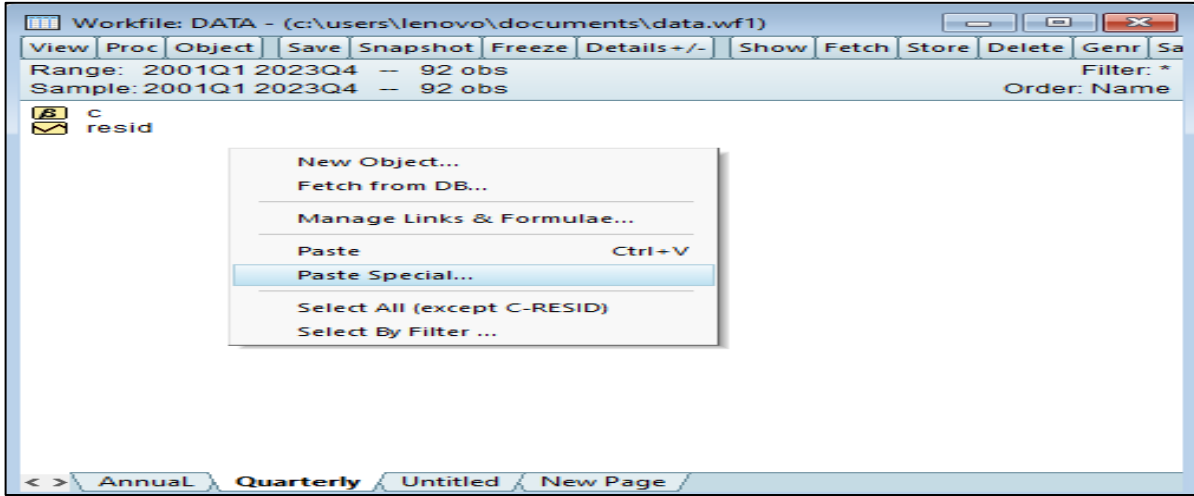 Workfile: DATA - (c:\users\lenovo\documents\data.wf1)
View Proc Object Save Snapshot Freeze Details+/- Show Fetch Store Delete Genr Sa
Range: 2001Q1 2023Q4 -- 92 obs Filter: *
Sample: 2001Q1 2023Q4 -- 92 obs Order: Name
β c
resid
New Object...
Fetch from DB...
Manage Links & Formulae...
Paste Ctrl+V
Paste Special...
Select All (except C-RESID)
Select By Filter ...
< > AnnuaL Quarterly Untitled New Page